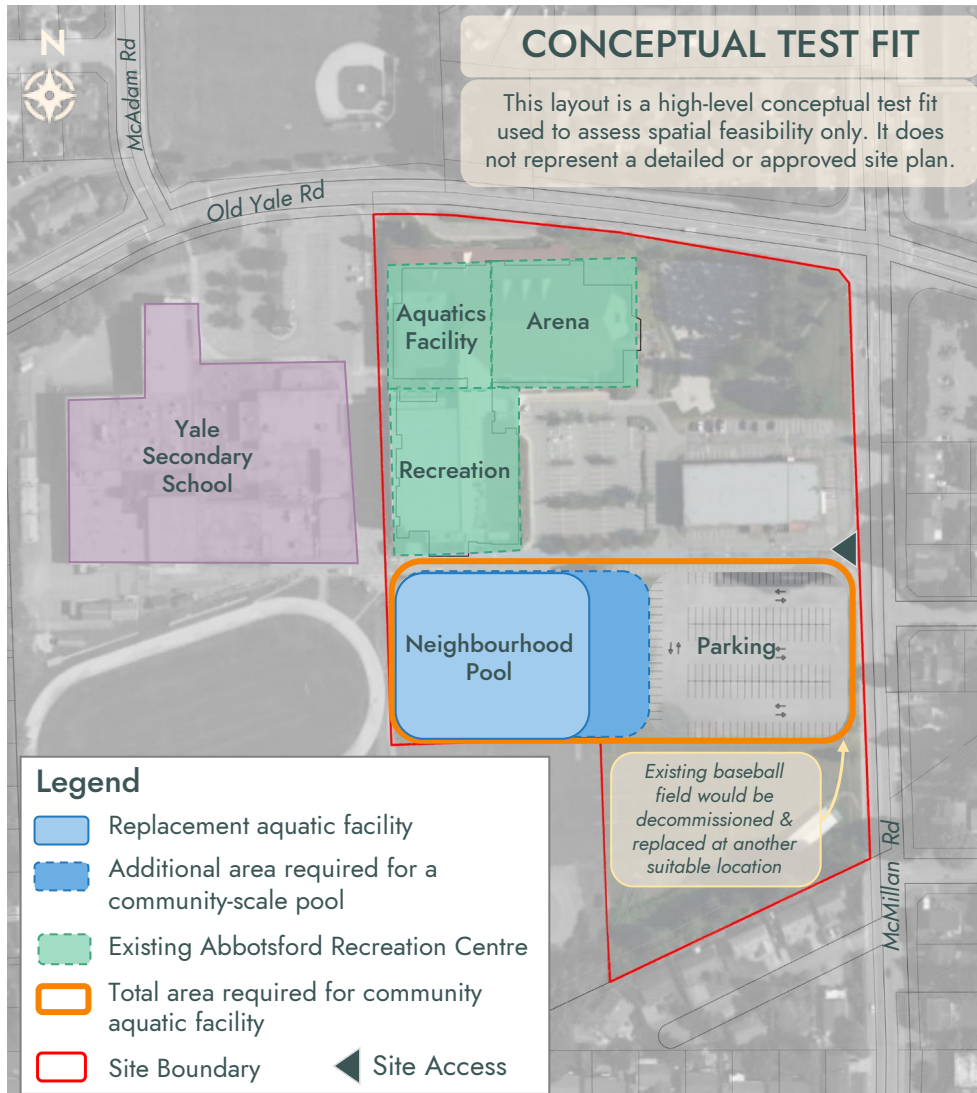 N
McAdam Rd
CONCEPTUAL TEST FIT
This layout is a high-level conceptual test fit
used to assess spatial feasibility only. It does
not represent a detailed or approved site plan.
Old Yale Rd
Aquatics
Facility
Arena
Yale
Secondary
School
Recreation
Neighbourhood
Pool
Parking
Existing baseball
field would be
decommissioned &
replaced at another
suitable location
McMillan Rd
Legend
Replacement aquatic facility
Additional area required for a
community-scale pool
Existing Abbotsford Recreation Centre
Total area required for community
aquatic facility
Site Boundary
Site Access